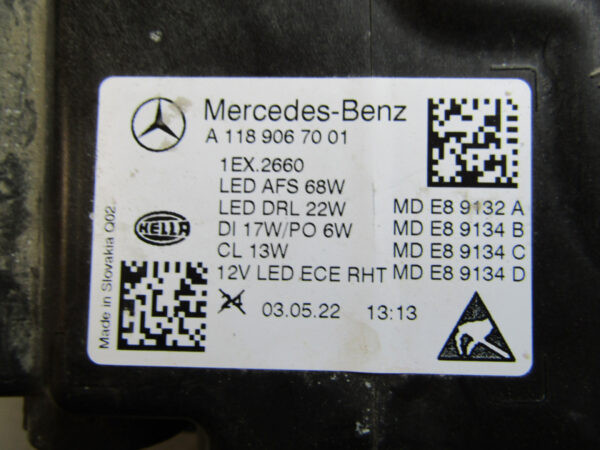 Mercedes-Benz
A 118 906 70 01
1EX.2660
LED AFS 68W
LED DRL 22W
DI 17W/PO 6W
CL 13W
12V LED ECE RHT
MD E8 9132 A
MD E8 9134 B
MD E8 9134 C
MD E8 9134 D
HELLA
Made in Slovakia Q02
24 03.05.22 13:13